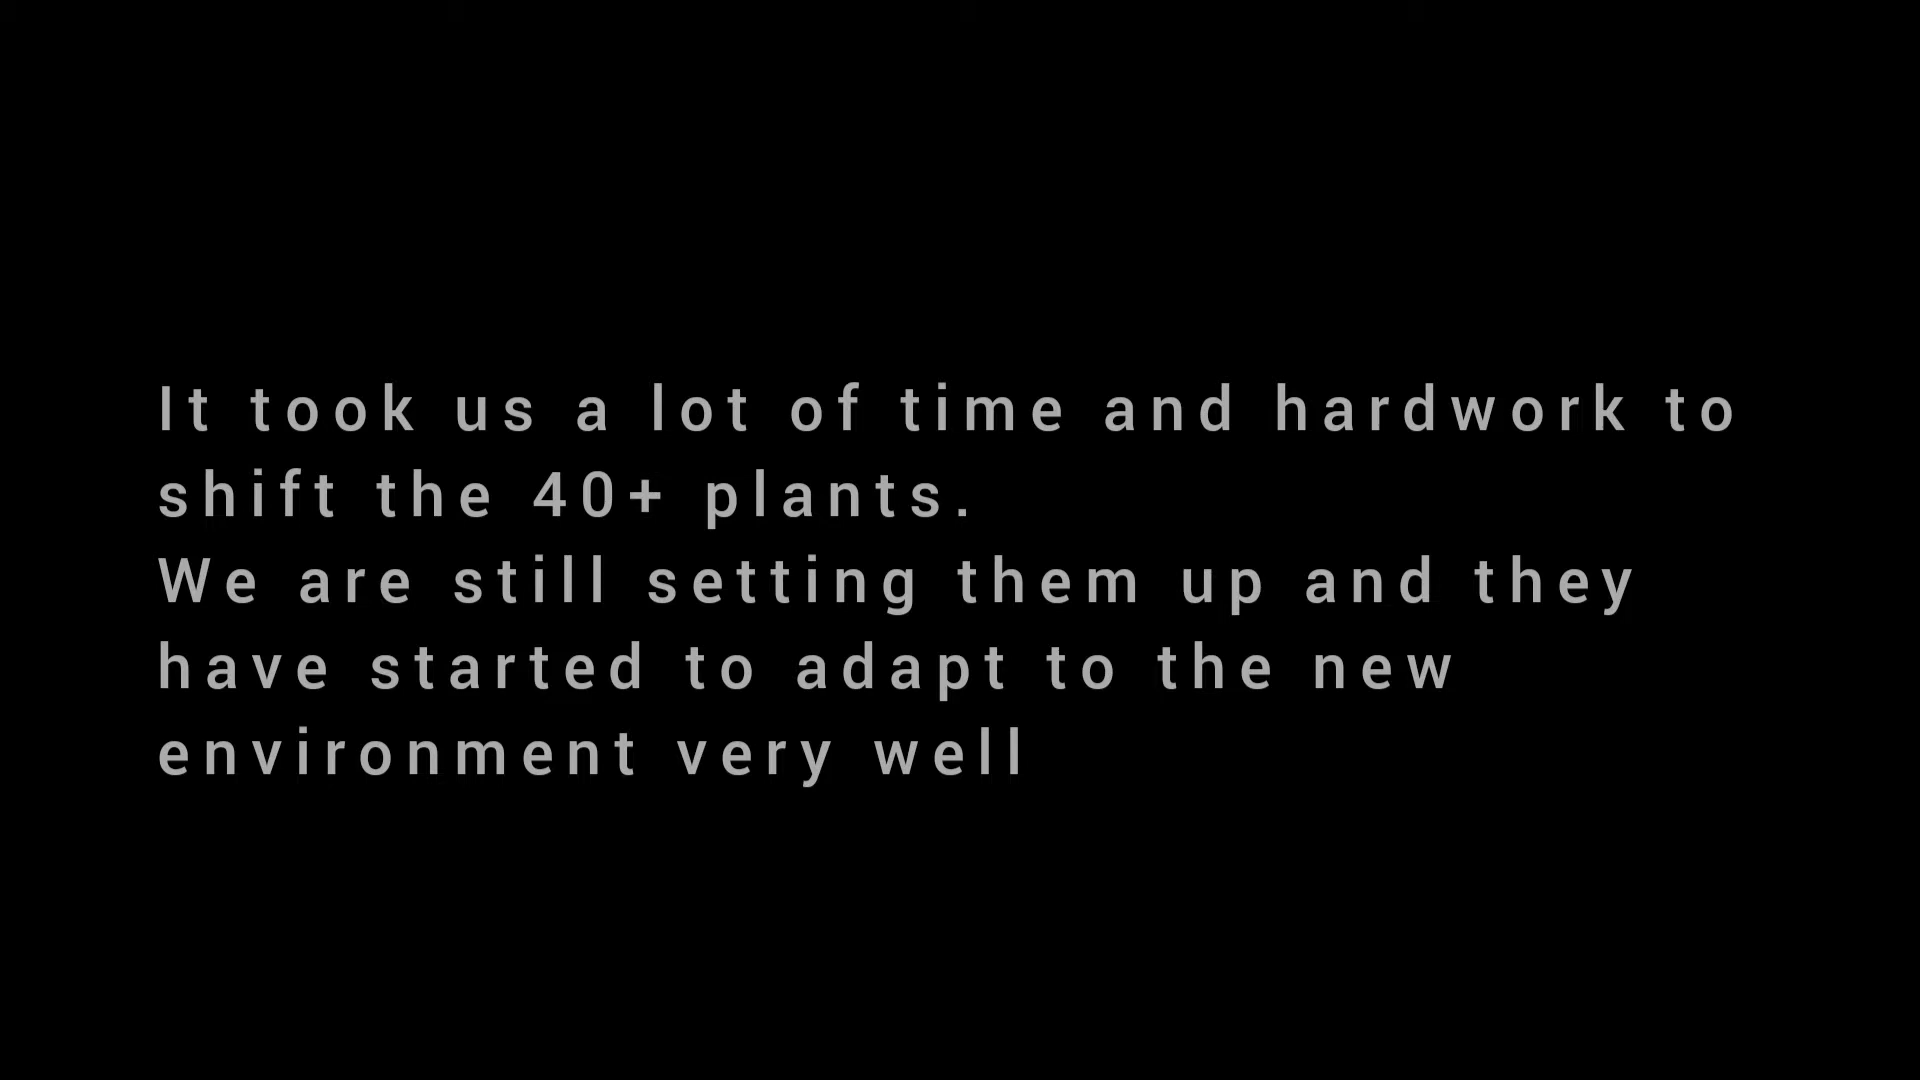 It took us a lot of time and hardwork to
shift the 40+ plants.
We are still setting them up and they
have started to adapt to the new
environment very well